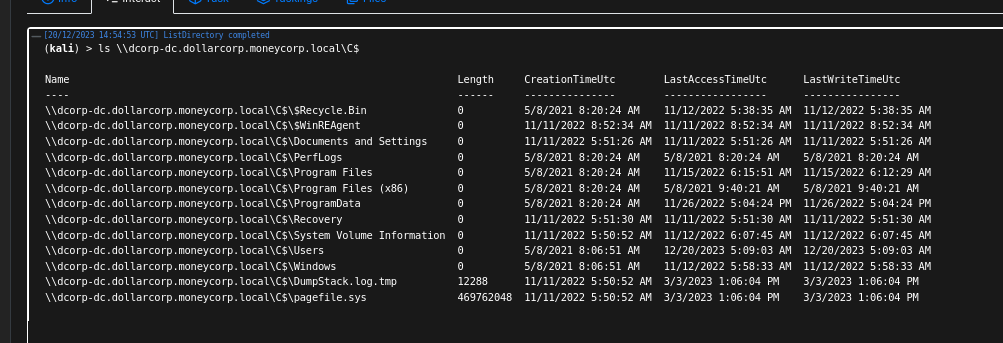 Info Interact Task Taskings Files
[20/12/2023 14:54:53 UTC] ListDirectory completed
(kali) > ls \\dcorp-dc.dollarcorp.moneycorp.local\C$
Name Length CreationTimeUtc LastAccessTimeUtc LastWriteTimeUtc
---- ------ --------------- ----------------- ----------------
\\dcorp-dc.dollarcorp.moneycorp.local\C$\$Recycle.Bin 0 5/8/2021 8:20:24 AM 11/12/2022 5:38:35 AM 11/12/2022 5:38:35 AM
\\dcorp-dc.dollarcorp.moneycorp.local\C$\$WinREAgent 0 11/11/2022 8:52:34 AM 11/11/2022 8:52:34 AM 11/11/2022 8:52:34 AM
\\dcorp-dc.dollarcorp.moneycorp.local\C$\Documents and Settings 0 11/11/2022 5:51:26 AM 11/11/2022 5:51:26 AM 11/11/2022 5:51:26 AM
\\dcorp-dc.dollarcorp.moneycorp.local\C$\PerfLogs 0 5/8/2021 8:20:24 AM 5/8/2021 8:20:24 AM 5/8/2021 8:20:24 AM
\\dcorp-dc.dollarcorp.moneycorp.local\C$\Program Files 0 5/8/2021 8:20:24 AM 11/15/2022 6:15:51 AM 11/15/2022 6:12:29 AM
\\dcorp-dc.dollarcorp.moneycorp.local\C$\Program Files (x86) 0 5/8/2021 8:20:24 AM 5/8/2021 9:40:21 AM 5/8/2021 9:40:21 AM
\\dcorp-dc.dollarcorp.moneycorp.local\C$\ProgramData 0 5/8/2021 8:20:24 AM 11/26/2022 5:04:24 PM 11/26/2022 5:04:24 PM
\\dcorp-dc.dollarcorp.moneycorp.local\C$\Recovery 0 11/11/2022 5:51:30 AM 11/11/2022 5:51:30 AM 11/11/2022 5:51:30 AM
\\dcorp-dc.dollarcorp.moneycorp.local\C$\System Volume Information 0 11/11/2022 5:50:52 AM 11/12/2022 6:07:45 AM 11/12/2022 6:07:45 AM
\\dcorp-dc.dollarcorp.moneycorp.local\C$\Users 0 5/8/2021 8:06:51 AM 12/20/2023 5:09:03 AM 12/20/2023 5:09:03 AM
\\dcorp-dc.dollarcorp.moneycorp.local\C$\Windows 0 5/8/2021 8:06:51 AM 11/12/2022 5:58:33 AM 11/12/2022 5:58:33 AM
\\dcorp-dc.dollarcorp.moneycorp.local\C$\DumpStack.log.tmp 12288 11/11/2022 5:50:52 AM 3/3/2023 1:06:04 PM 3/3/2023 1:06:04 PM
\\dcorp-dc.dollarcorp.moneycorp.local\C$\pagefile.sys 469762048 11/11/2022 5:50:52 AM 3/3/2023 1:06:04 PM 3/3/2023 1:06:04 PM